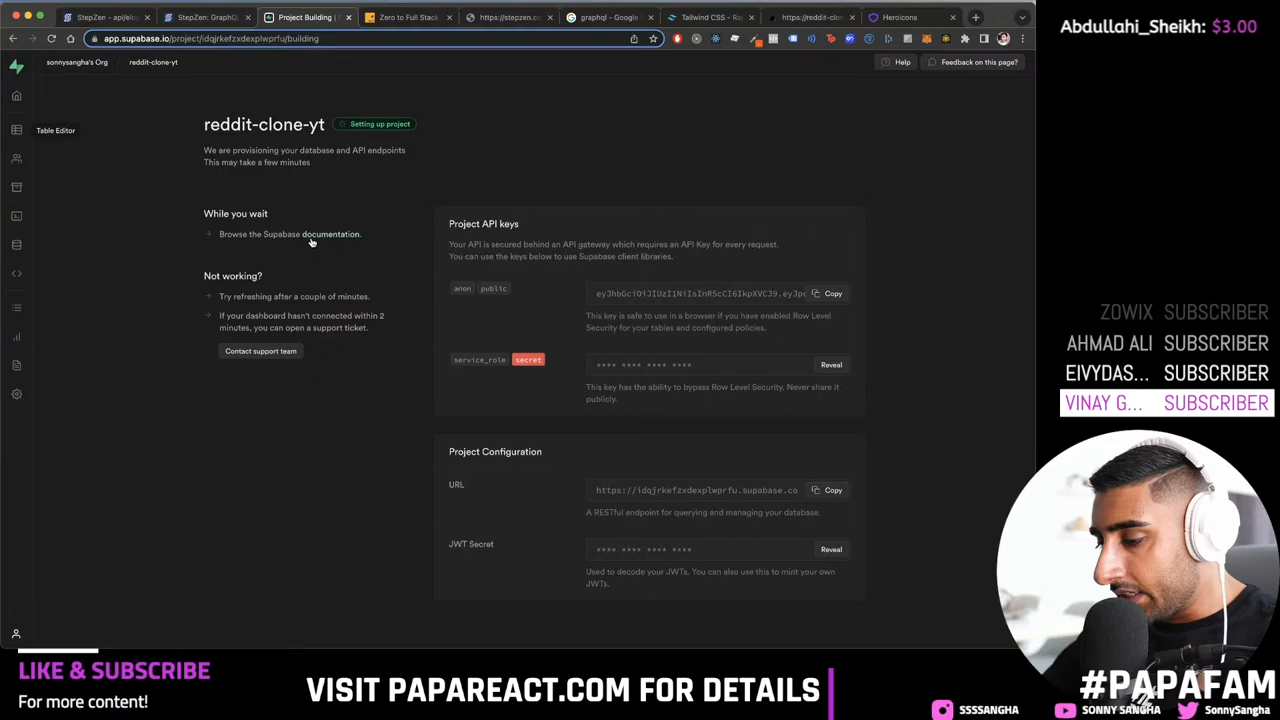 StepZen - api/elo
StepZen: GraphQ
Project Building |
Zero to Full Stack
https://stepzen.c
graphql - Google
Tailwind CSS - Ra
https://reddit-clo
Heroicons
app.supabase.io/project/idqjrkefzxdexplwprfu/building
Abdullahi_Sheikh: $3.00
sonnysangha's Org
reddit-clone-yt
Help
Feedback on this page?
Table Editor
reddit-clone-yt
Setting up project
We are provisioning your database and API endpoints
This may take a few minutes
While you wait
Browse the Supabase documentation.
Not working?
Try refreshing after a couple of minutes.
If your dashboard hasn't connected within 2
minutes, you can open a support ticket.
Contact support team
Project API keys
Your API is secured behind an API gateway which requires an API Key for every request.
You can use the keys below to use Supabase client libraries.
anon public
eyJhbGciOiJIUzI1NiIsInR5cCI6IkpXVCJ9.eyJpc
Copy
This key is safe to use in a browser if you have enabled Row Level
Security for your tables and configured policies.
service_role secret
**** **** **** ****
Reveal
This key has the ability to bypass Row Level Security. Never share it
publicly.
Project Configuration
URL
https://idqjrkefzxdexplwprfu.supabase.co
Copy
A RESTful endpoint for querying and managing your database.
JWT Secret
**** **** **** ****
Reveal
Used to decode your JWTs. You can also use this to mint your own
JWTs.
ZOWIX SUBSCRIBER
AHMAD ALI SUBSCRIBER
EIVYDAS... SUBSCRIBER
VINAY G... SUBSCRIBER
LIKE & SUBSCRIBE
For more content!
VISIT PAPAREACT.COM FOR DETAILS
#PAPAFAM
SSSSANGHA
SONNY SANGHA
SonnySangha